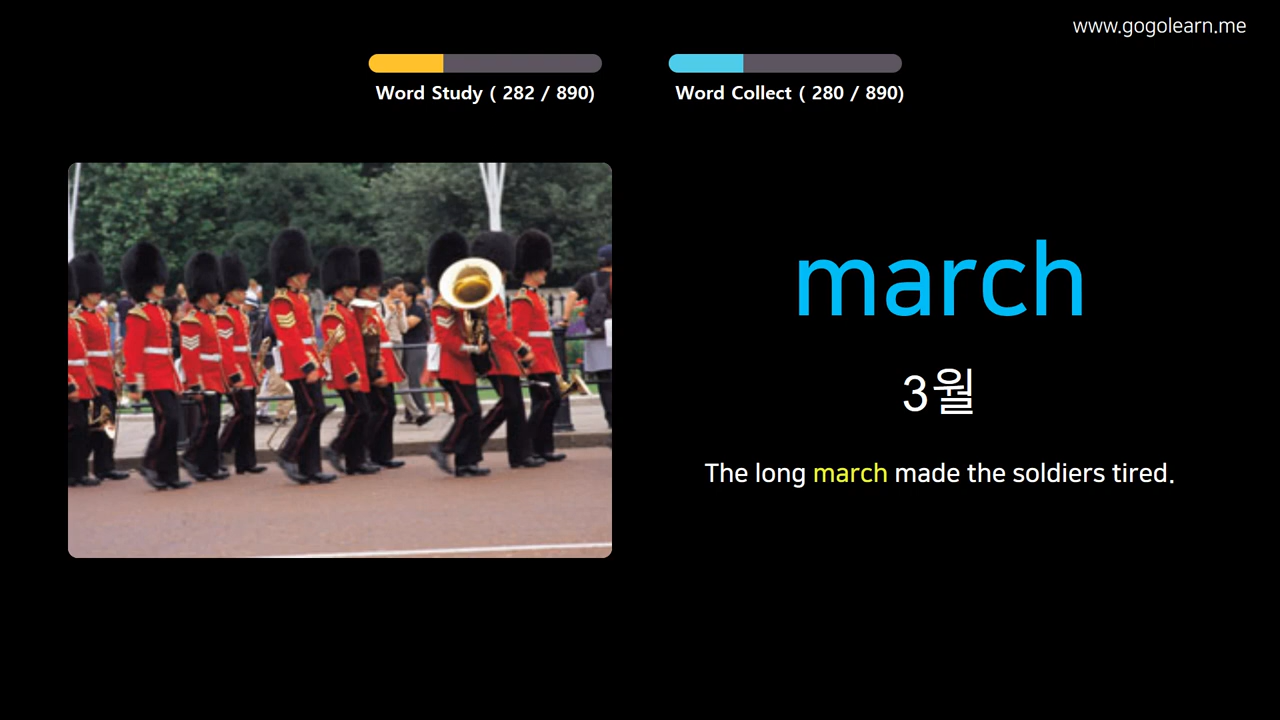 www.gogolearn.me
Word Study ( 282 / 890)
Word Collect ( 280 / 890)
march
3월
The long march made the soldiers tired.